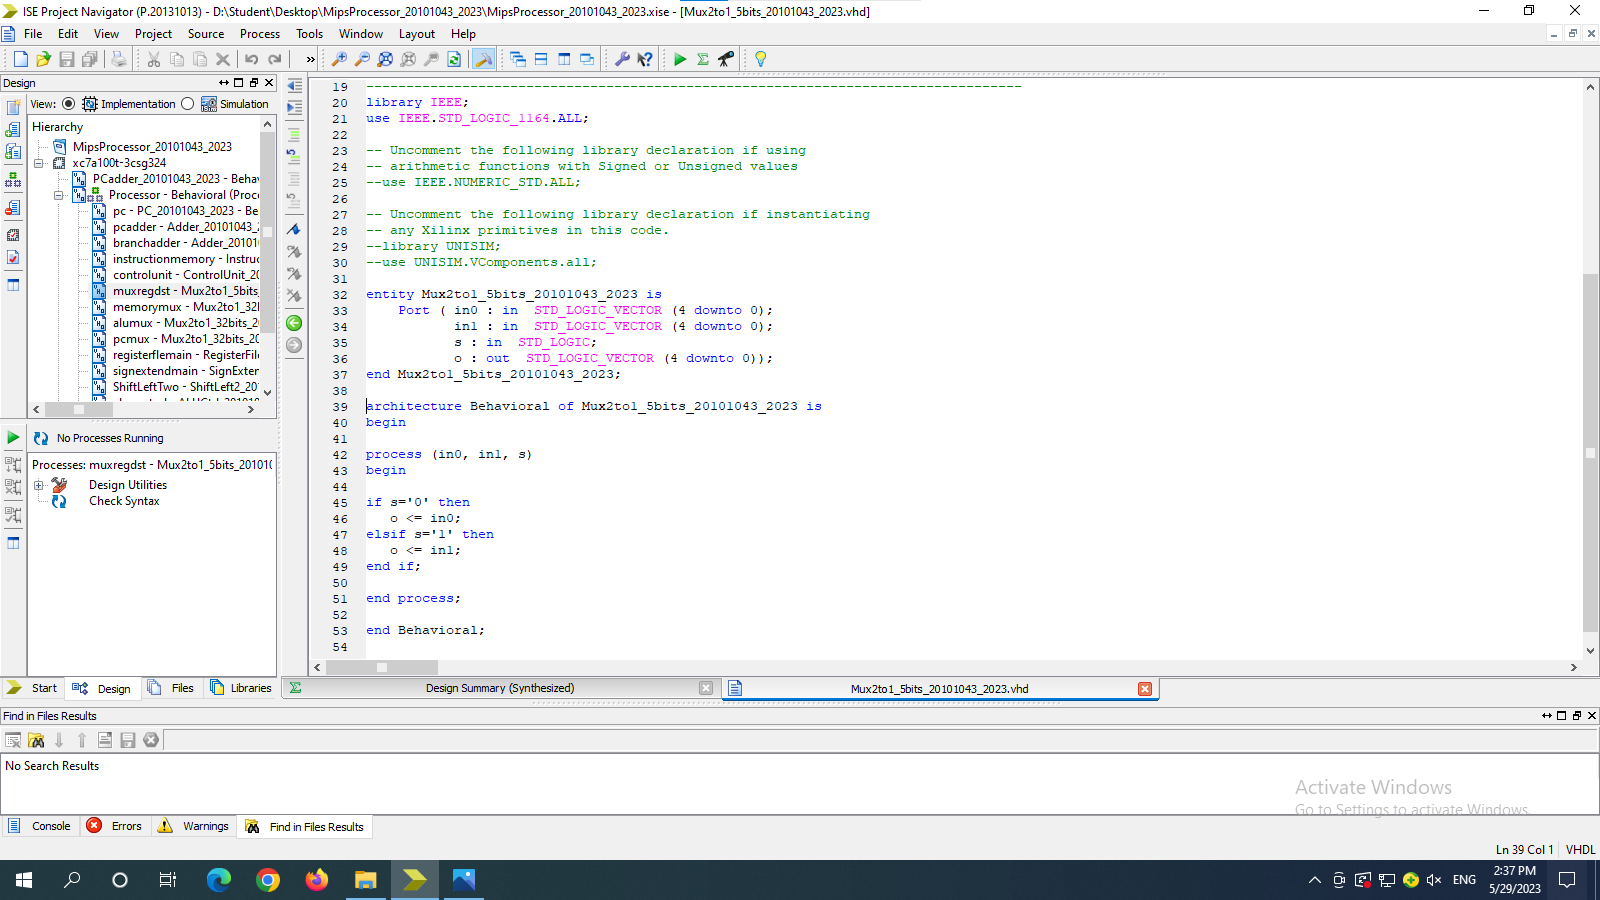 ISE Project Navigator (P.20131013) - D:\Student\Desktop\MipsProcessor_20101043_2023\MipsProcessor_20101043_2023.xise - [Mux2to1_5bits_20101043_2023.vhd]
File Edit View Project Source Process Tools Window Layout Help
Design
View: Implementation Simulation
Hierarchy
MipsProcessor_20101043_2023
xc7a100t-3csg324
PCadder_20101043_2023 - Beha
Processor - Behavioral (Proc
pc - PC_20101043_2023 - Be
pcadder - Adder_20101043_
branchadder - Adder_20101
instructionmemory - Instruc
controlunit - ControlUnit_20
muxregdst - Mux2to1_5bits_
memorymux - Mux2to1_32
alumux - Mux2to1_32bits_2
pcmux - Mux2to1_32bits_20
registerflemain - RegisterFil
signextendmain - SignExten
ShiftLeftTwo - ShiftLeft2_20
No Processes Running
Processes: muxregdst - Mux2to1_5bits_20101
Design Utilities
Check Syntax
Start Design Files Libraries
19 --------------------------------------------------------------------------------
20 library IEEE;
21 use IEEE.STD_LOGIC_1164.ALL;
22
23 -- Uncomment the following library declaration if using
24 -- arithmetic functions with Signed or Unsigned values
25 --use IEEE.NUMERIC_STD.ALL;
26
27 -- Uncomment the following library declaration if instantiating
28 -- any Xilinx primitives in this code.
29 --library UNISIM;
30 --use UNISIM.VComponents.all;
31
32 entity Mux2to1_5bits_20101043_2023 is
33 Port ( in0 : in STD_LOGIC_VECTOR (4 downto 0);
34 in1 : in STD_LOGIC_VECTOR (4 downto 0);
35 s : in STD_LOGIC;
36 o : out STD_LOGIC_VECTOR (4 downto 0));
37 end Mux2to1_5bits_20101043_2023;
38
39 architecture Behavioral of Mux2to1_5bits_20101043_2023 is
40 begin
41
42 process (in0, in1, s)
43 begin
44
45 if s='0' then
46 o <= in0;
47 elsif s='1' then
48 o <= in1;
49 end if;
50
51 end process;
52
53 end Behavioral;
54
Design Summary (Synthesized) Mux2to1_5bits_20101043_2023.vhd
Find in Files Results
No Search Results
Activate Windows
Go to Settings to activate Windows.
Console Errors Warnings Find in Files Results
Ln 39 Col 1 VHDL
ENG
2:37 PM
5/29/2023